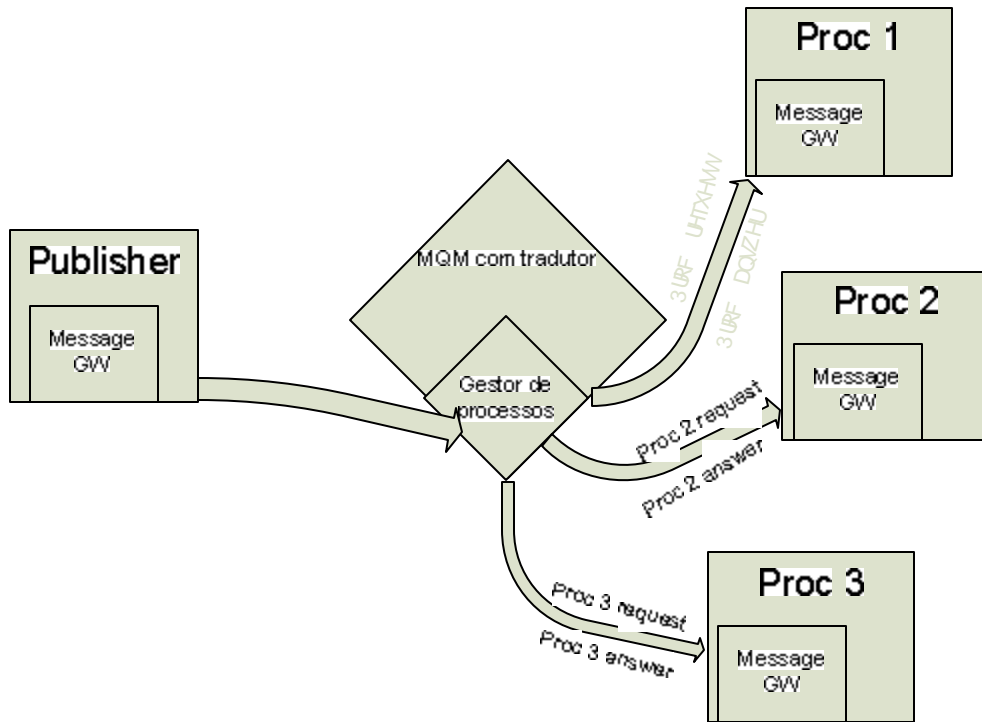 Proc 1
Message
GW
Publisher
Message
GW
MQM com tradutor
Gestor de
processos
3URF UHTXHVW
3URF DQVZHU
Proc 2
Message
GW
Proc 2 request
Proc 2 answer
Proc 3
Message
GW
Proc 3 request
Proc 3 answer